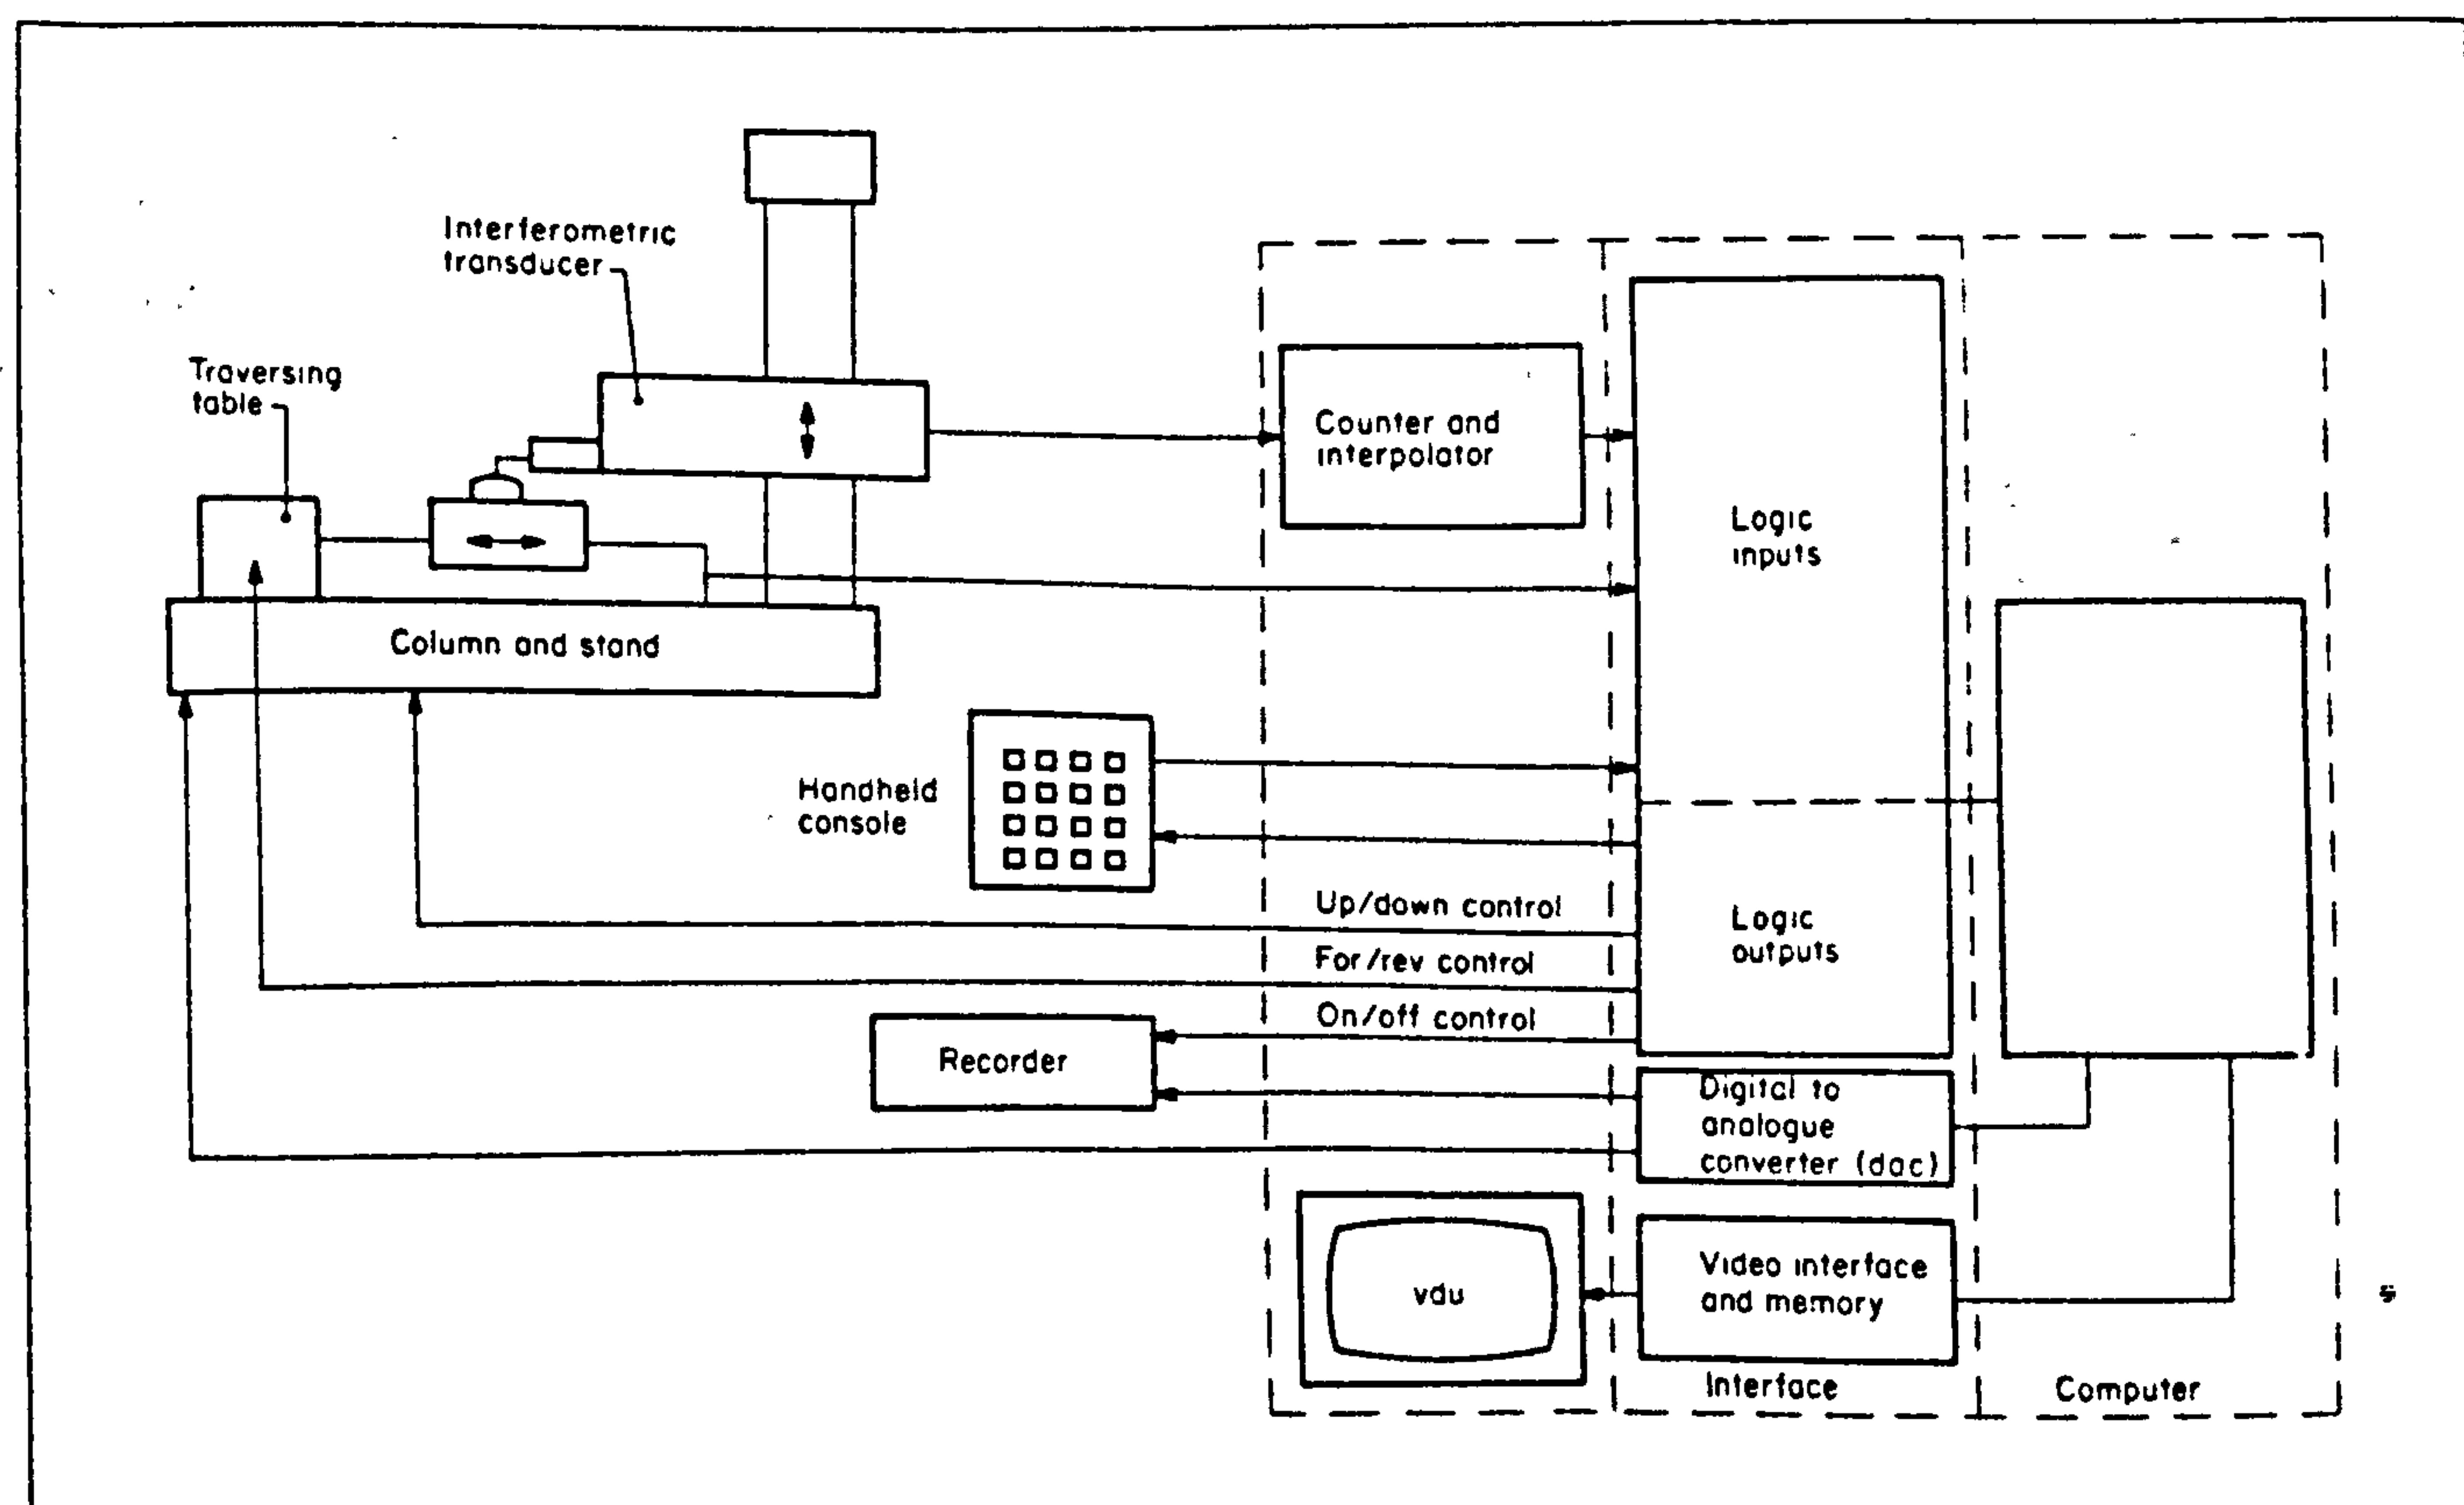 Interferometric
transducer
Traversing
table
Counter and
interpolator
Logic
inputs
Column and stand
Handheld
console
Up/down control
Logic
outputs
For/rev control
On/off control
Recorder
Digital to
analogue
converter (dac)
Video interface
and memory
vdu
Interface
Computer